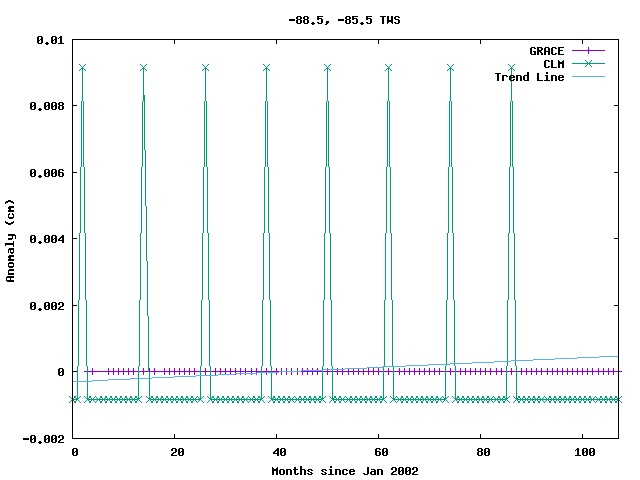 -88.5, -85.5 TWS
GRACE
CLM
Trend Line
0.01
0.008
0.006
0.004
0.002
0
-0.002
Anomaly (cm)
0 20 40 60 80 100
Months since Jan 2002